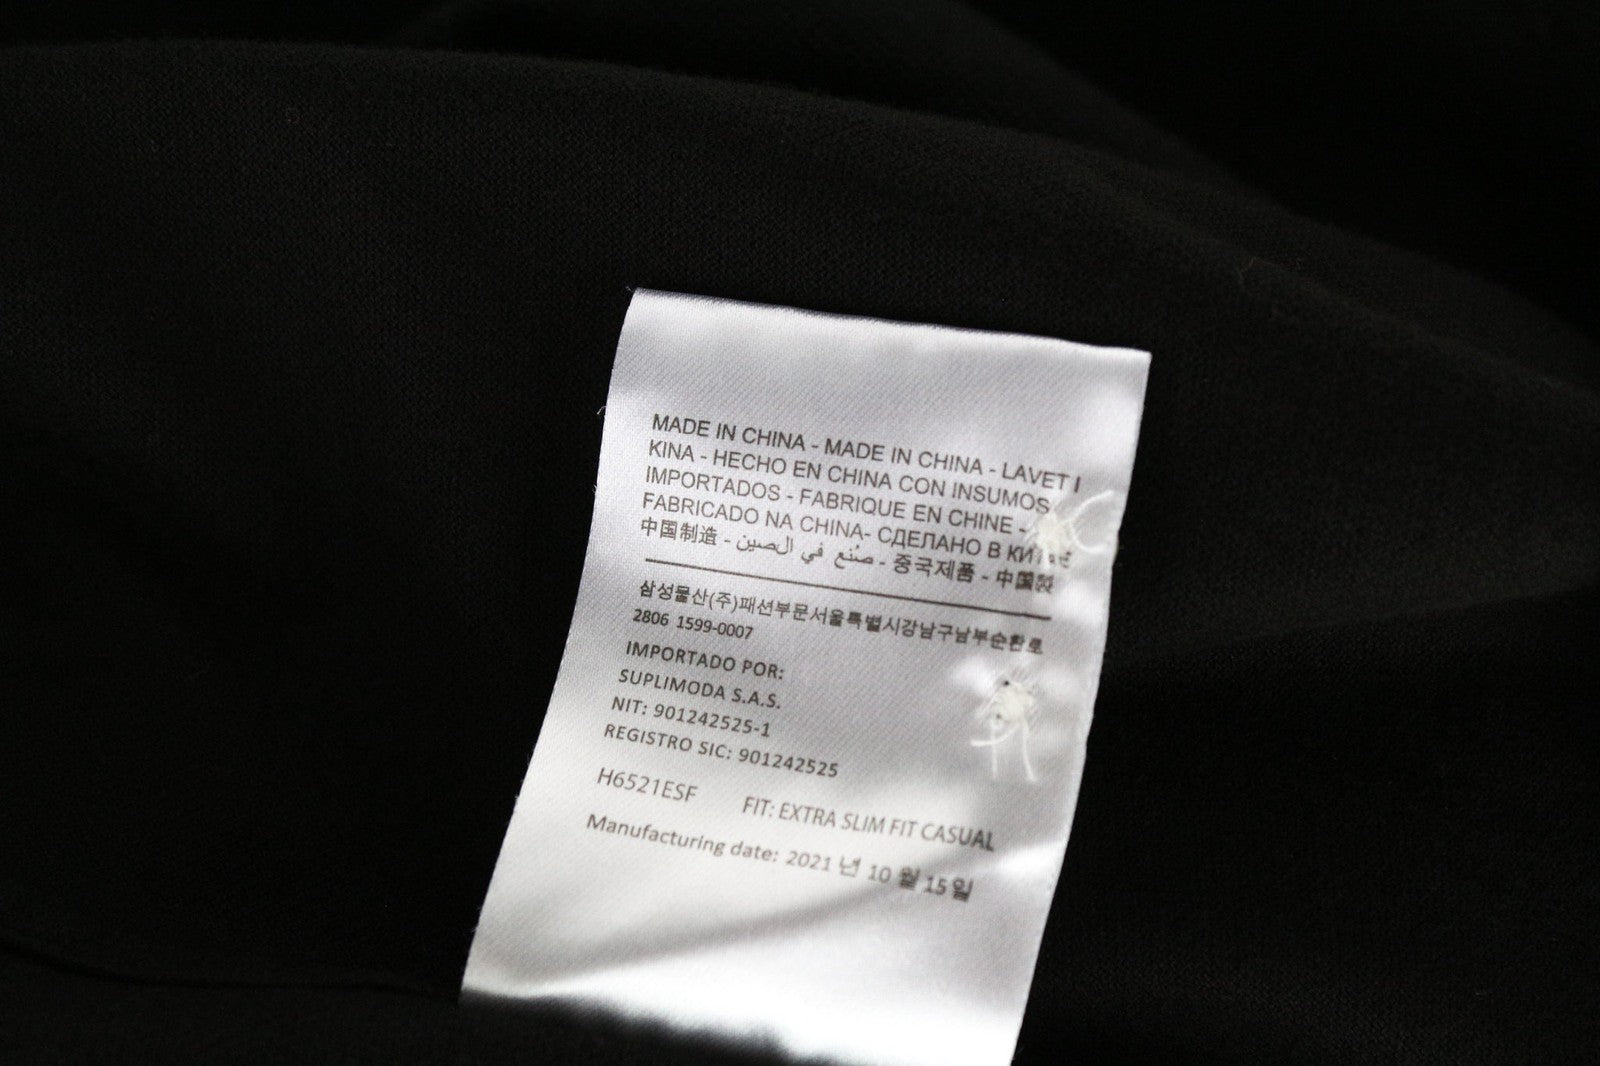 MADE IN CHINA - MADE IN CHINA - LAVET I
KINA - HECHO EN CHINA CON INSUMOS
IMPORTADOS - FABRIQUE EN CHINE -
FABRICADO NA CHINA- СДЕЛАНО В
中国制造 - صُنع في الصين - 중국제품 - 中国製
삼성물산(주)패션부문서울특별시강남구남부순환로
2806 1599-0007
IMPORTADO POR:
SUPLIMODA S.A.S.
NIT: 901242525-1
REGISTRO SIC: 901242525
H6521ESF FIT: EXTRA SLIM FIT CASUAL
Manufacturing date: 2021 년 10 월 15 일